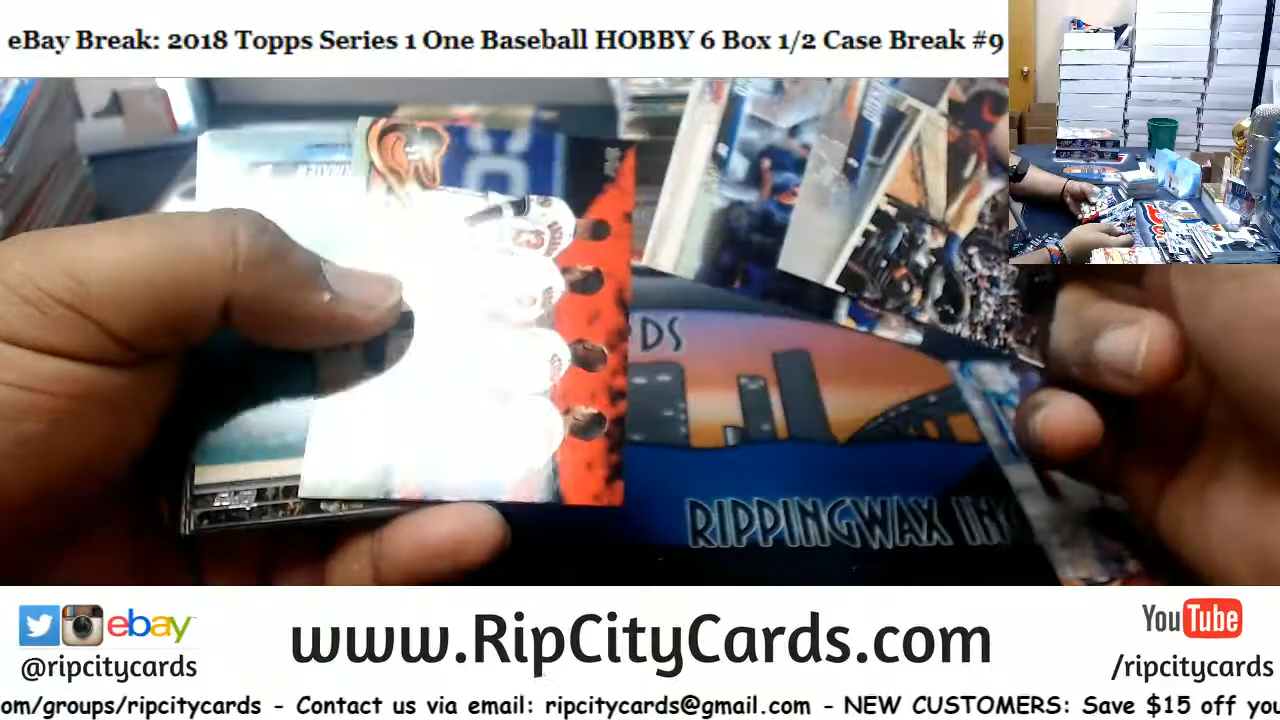 eBay Break: 2018 Topps Series 1 One Baseball HOBBY 6 Box 1/2 Case Break #9
DS
RIPPINGWAX IN
ebay
@ripcitycards
www.RipCityCards.com
YouTube
/ripcitycards
om/groups/ripcitycards - Contact us via email: ripcitycards@gmail.com - NEW CUSTOMERS: Save $15 off you